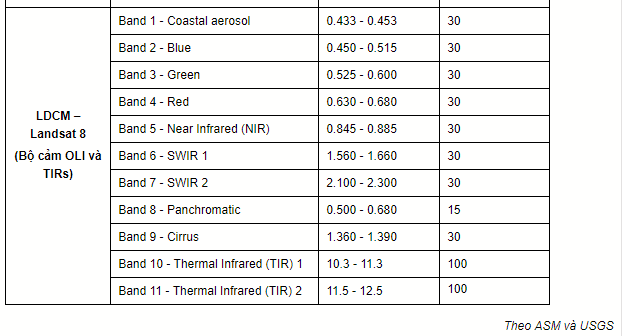 Band 1 - Coastal aerosol 0.433 - 0.453 30
Band 2 - Blue 0.450 - 0.515 30
Band 3 - Green 0.525 - 0.600 30
Band 4 - Red 0.630 - 0.680 30
LDCM –
Landsat 8
(Bộ cảm OLI và
TIRs)
Band 5 - Near Infrared (NIR) 0.845 - 0.885 30
Band 6 - SWIR 1 1.560 - 1.660 30
Band 7 - SWIR 2 2.100 - 2.300 30
Band 8 - Panchromatic 0.500 - 0.680 15
Band 9 - Cirrus 1.360 - 1.390 30
Band 10 - Thermal Infrared (TIR) 1 10.3 - 11.3 100
Band 11 - Thermal Infrared (TIR) 2 11.5 - 12.5 100
Theo ASM và USGS